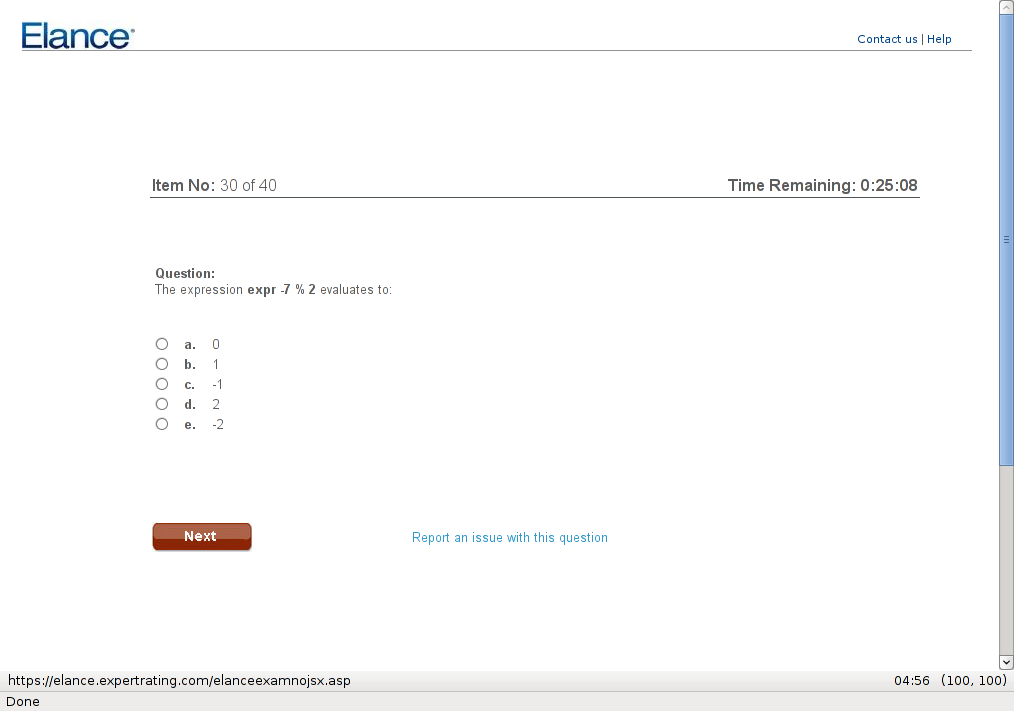 Elance
Contact us | Help
Item No: 30 of 40
Time Remaining: 0:25:08
Question:
The expression expr -7 % 2 evaluates to:
a. 0
b. 1
c. -1
d. 2
e. -2
Next
Report an issue with this question
https://elance.expertrating.com/elanceexamnojsx.asp
04:56 (100, 100)
Done